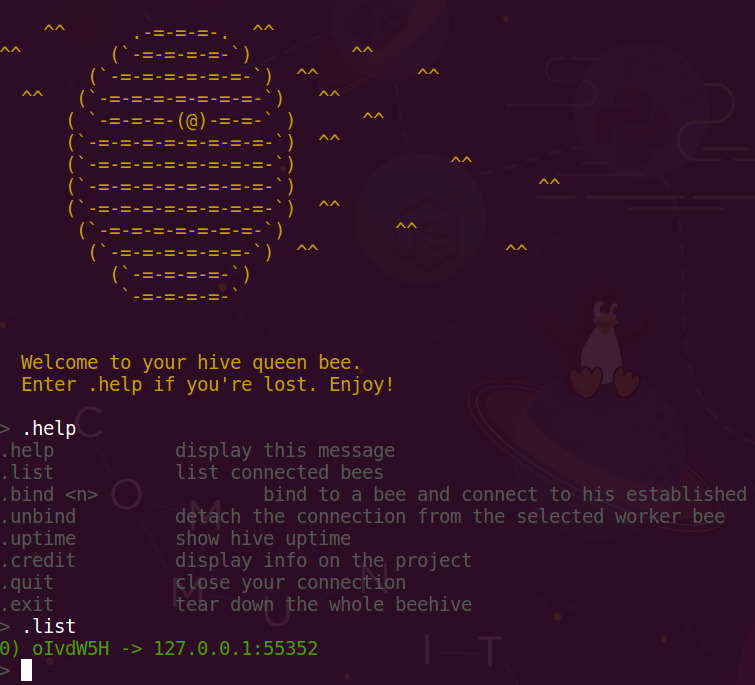 ^^ .-=-=-=-. ^^
^^ (`-=-=-=-=-`) ^^
(`-=-=-=-=-=-=-`) ^^ ^^
^^ (`-=-=-=-=-=-=-=-`) ^^
( `-=-=-=-(@)-=-=-` ) ^^
(`-=-=-=-=-=-=-=-=-`) ^^
(`-=-=-=-=-=-=-=-=-`) ^^
(`-=-=-=-=-=-=-=-=-`) ^^
(`-=-=-=-=-=-=-=-=-`) ^^
(`-=-=-=-=-=-=-=-`) ^^
(`-=-=-=-=-=-=-`) ^^ ^^
(`-=-=-=-=-`)
`-=-=-=-=-`
Welcome to your hive queen bee.
Enter .help if you're lost. Enjoy!
> .help
.help display this message
.list list connected bees
.bind <n> bind to a bee and connect to his established
.unbind detach the connection from the selected worker bee
.uptime show hive uptime
.credit display info on the project
.quit close your connection
.exit tear down the whole beehive
> .list
0) oIvdW5H -> 127.0.0.1:55352
>
COMMUNIT